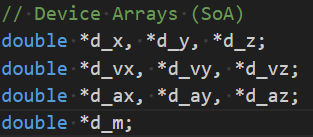 // Device Arrays (SoA)
double *d_x, *d_y, *d_z;
double *d_vx, *d_vy, *d_vz;
double *d_ax, *d_ay, *d_az;
double *d_m;